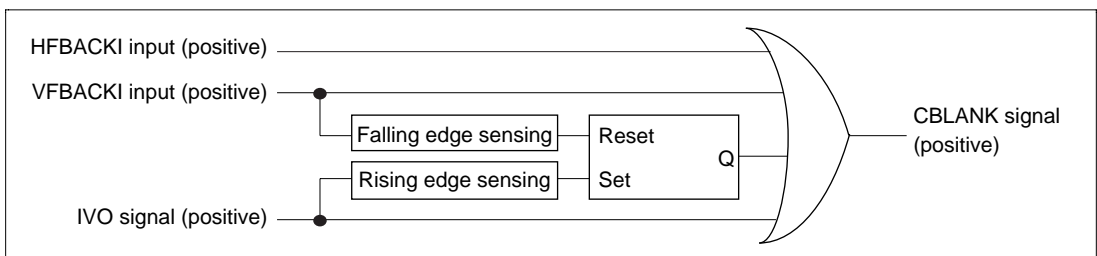 HFBACKI input (positive)
VFBACKI input (positive)
CBLANK signal
(positive)
Falling edge sensing
Reset
Q
Rising edge sensing
Set
IVO signal (positive)